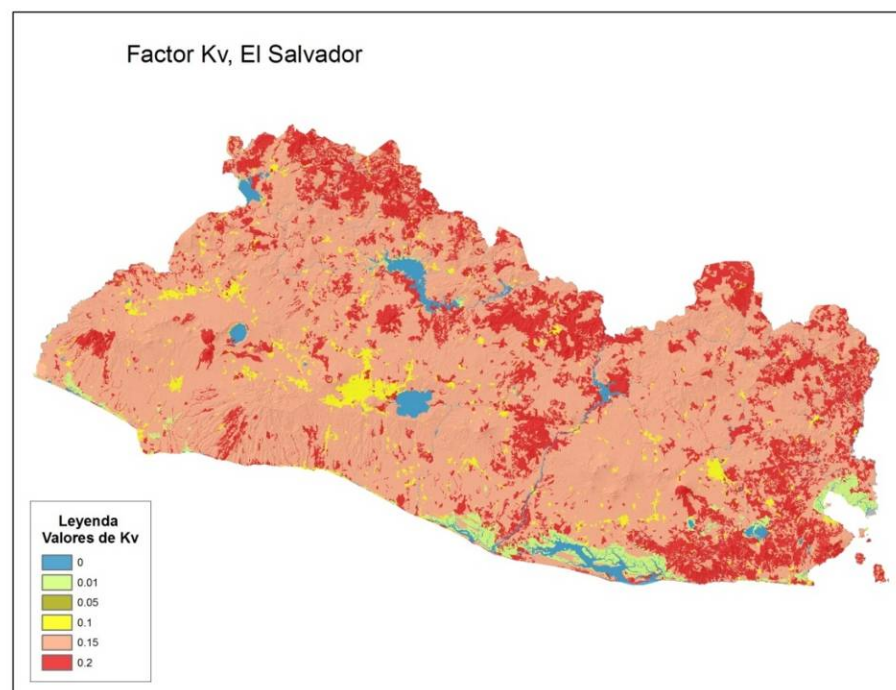 Factor Kv, El Salvador
Leyenda
Valores de Kv
0
0.01
0.05
0.1
0.15
0.2